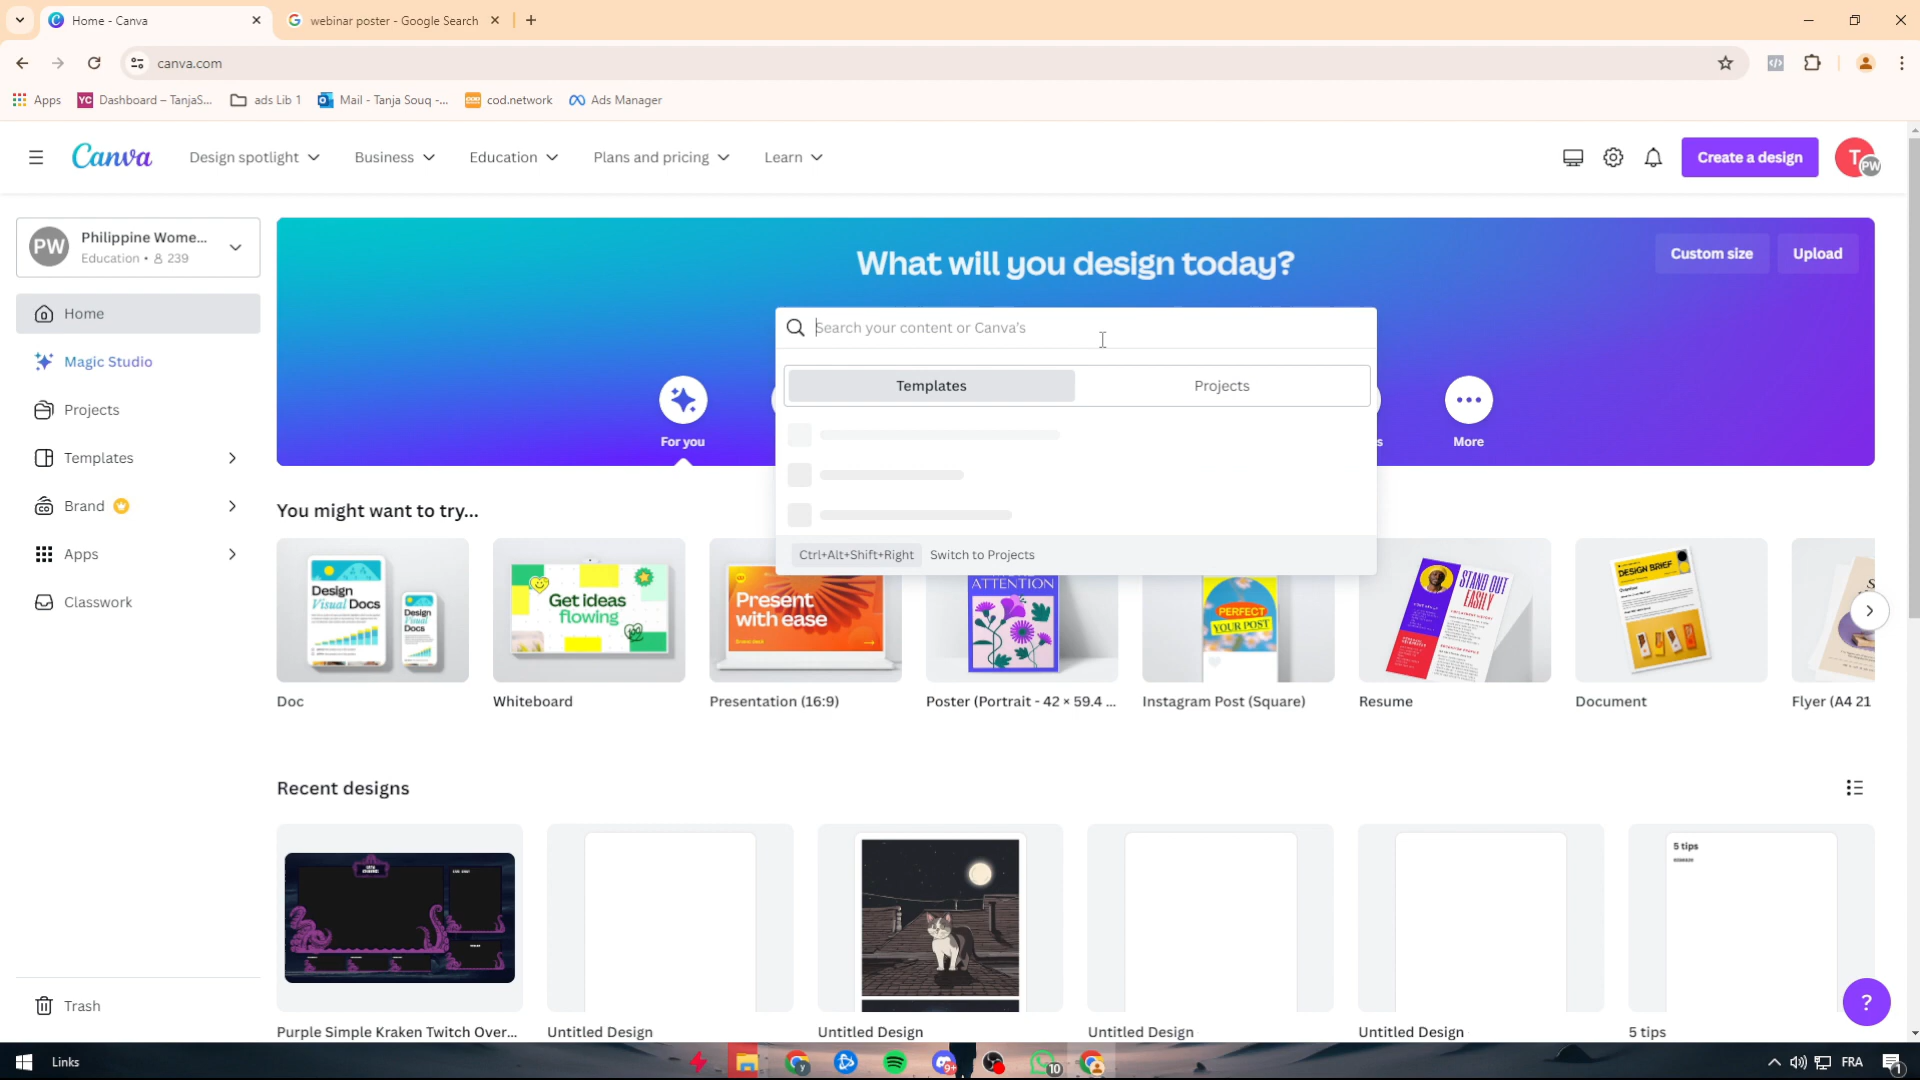 Home - Canva
webinar poster - Google Search
canva.com
Apps
Dashboard – TanjaS...
ads Lib 1
Mail - Tanja Souq -...
cod.network
Ads Manager
Canva
Design spotlight
Business
Education
Plans and pricing
Learn
Create a design
T
PW
PW
Philippine Wome...
Education • 239
Home
Magic Studio
Projects
Templates
Brand
Apps
Classwork
Trash
What will you design today?
Custom size
Upload
Search your content or Canva's
Templates
Projects
For you
s
More
Ctrl+Alt+Shift+Right Switch to Projects
You might want to try...
Design
Visual Docs
Design
Visual
Docs
Get ideas
flowing
Present
with ease
ATTENTION
PERFECT
YOUR POST
STAND OUT
EASILY
DESIGN BRIEF
Doc
Whiteboard
Presentation (16:9)
Poster (Portrait - 42 × 59.4 ...
Instagram Post (Square)
Resume
Document
Flyer (A4 21
Recent designs
5 tips
Purple Simple Kraken Twitch Over...
Untitled Design
Untitled Design
Untitled Design
Untitled Design
5 tips
?
Links
9+
10
FRA
1